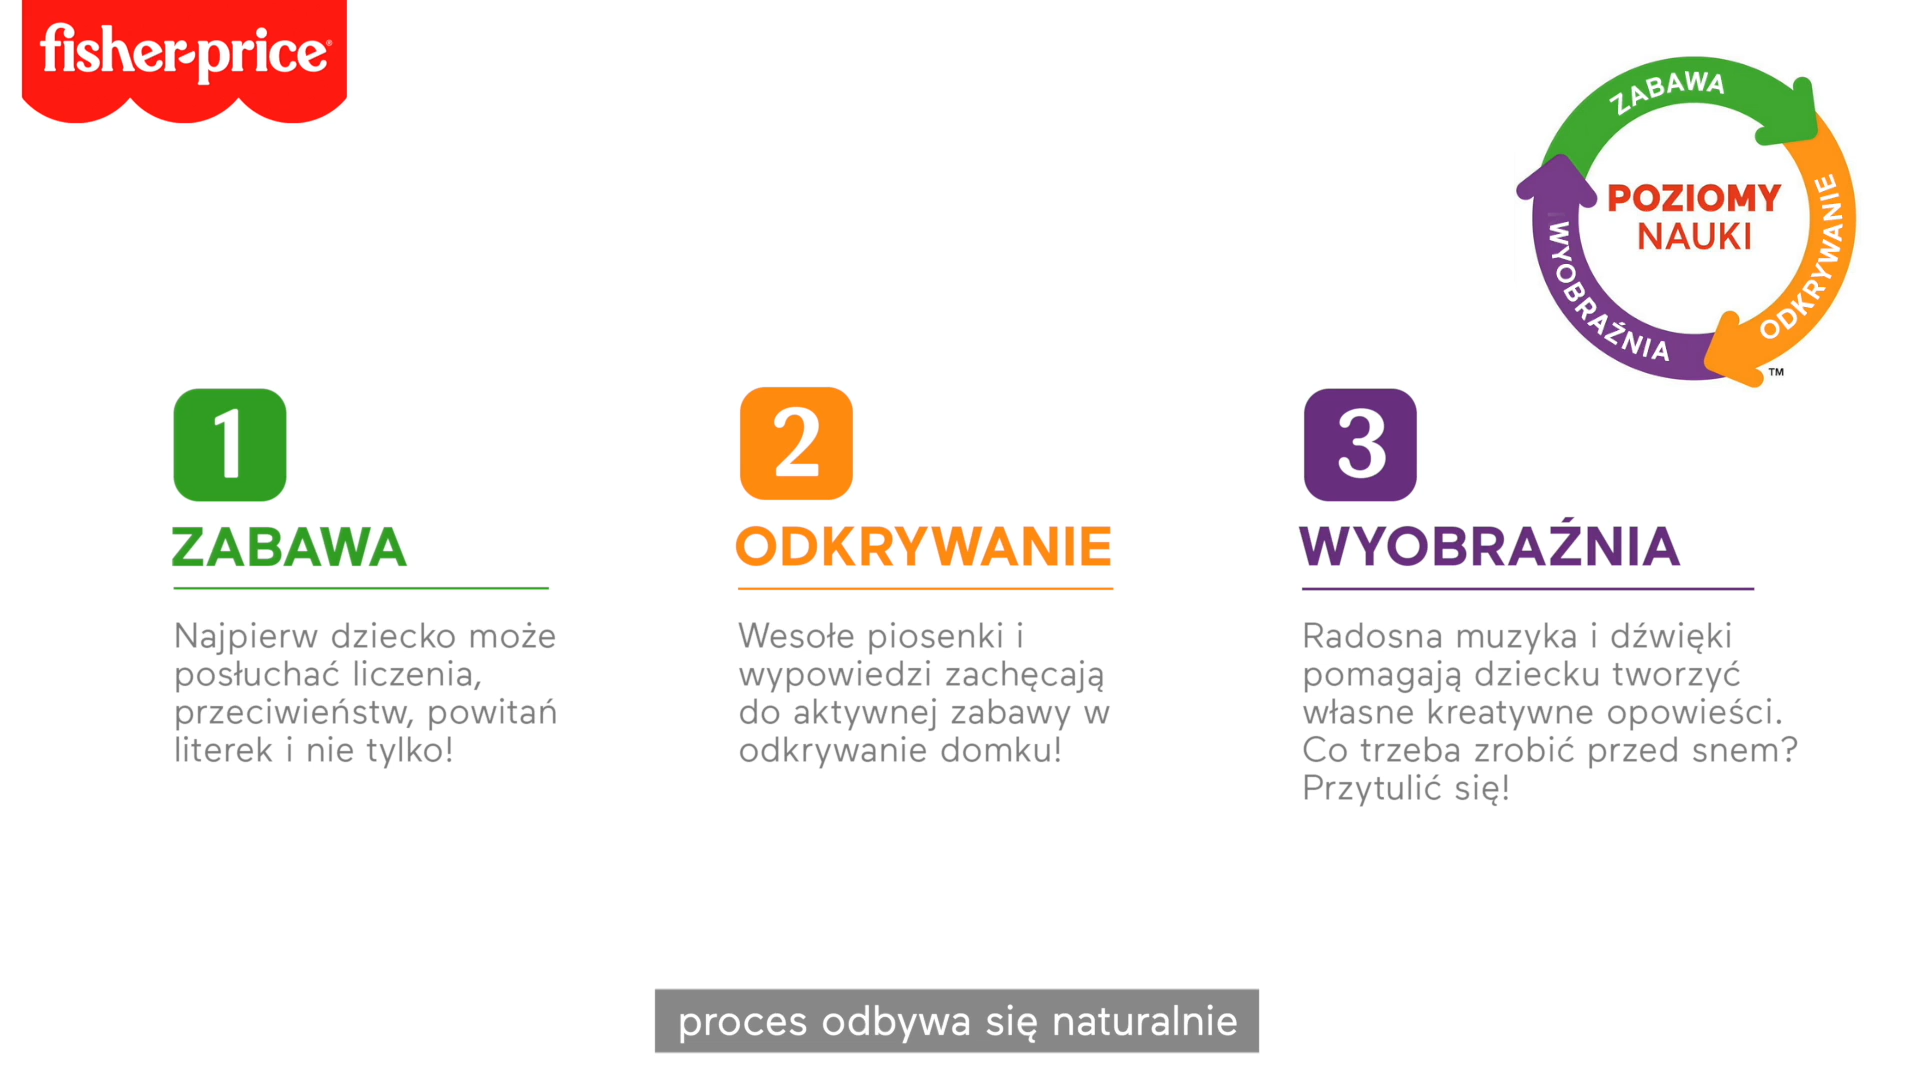 fisher-price
ZABAWA
ODKRYWANIE
WYOBRAŹNIA
POZIOMY
NAUKI
TM
1
ZABAWA
Najpierw dziecko może
posłuchać liczenia,
przeciwieństw, powitań
literek i nie tylko!
2
ODKRYWANIE
Wesołe piosenki i
wypowiedzi zachęcają
do aktywnej zabawy w
odkrywanie domku!
3
WYOBRAŹNIA
Radosna muzyka i dźwięki
pomagają dziecku tworzyć
własne kreatywne opowieści.
Co trzeba zrobić przed snem?
Przytulić się!
proces odbywa się naturalnie